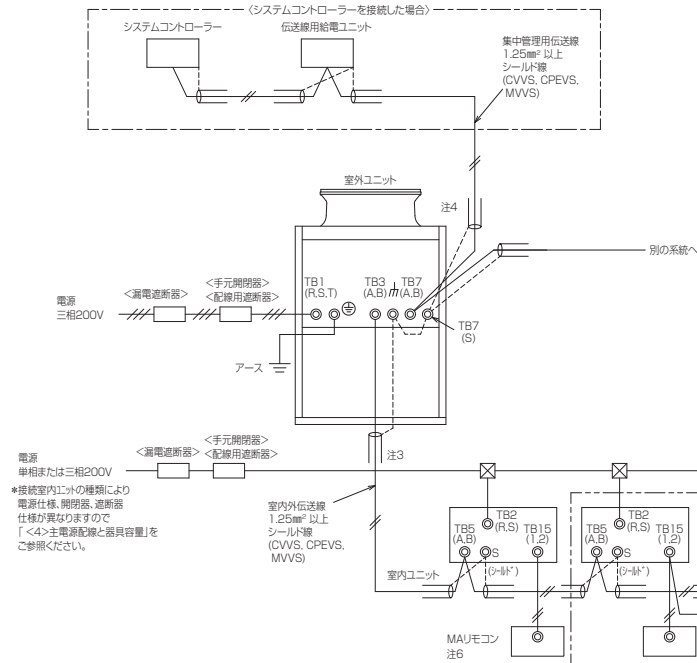 〈システムコントローラーを接続した場合〉
システムコントローラー
伝送線用給電ユニット
集中管理用伝送線
1.25mm² 以上
シールド線
(CVVS, CPEVS,
MVVS)
室外ユニット
注4
別の系統へ
TB1
(R,S,T)
TB3
(A,B)
TB7
(A,B)
TB7
(S)
電源
三相200V
<漏電遮断器>
<手元開閉器>
<配線用遮断器>
アース
注3
電源
単相または三相200V
<漏電遮断器>
<手元開閉器>
<配線用遮断器>
*接続室内ユニットの種類により
電源仕様、開閉器、遮断器
仕様が異なりますので
「 <4>主電源配線と器具容量」を
ご参照ください。
室内外伝送線
1.25mm² 以上
シールド線
(CVVS, CPEVS,
MVVS)
室内ユニット
TB2
(R,S)
TB5
(A,B)
S
TB15
(1,2)
(シールド)
MAリモコン
注6
TB2
(R,S)
TB5
(A,B)
S
TB15
(1,2)
(シールド)